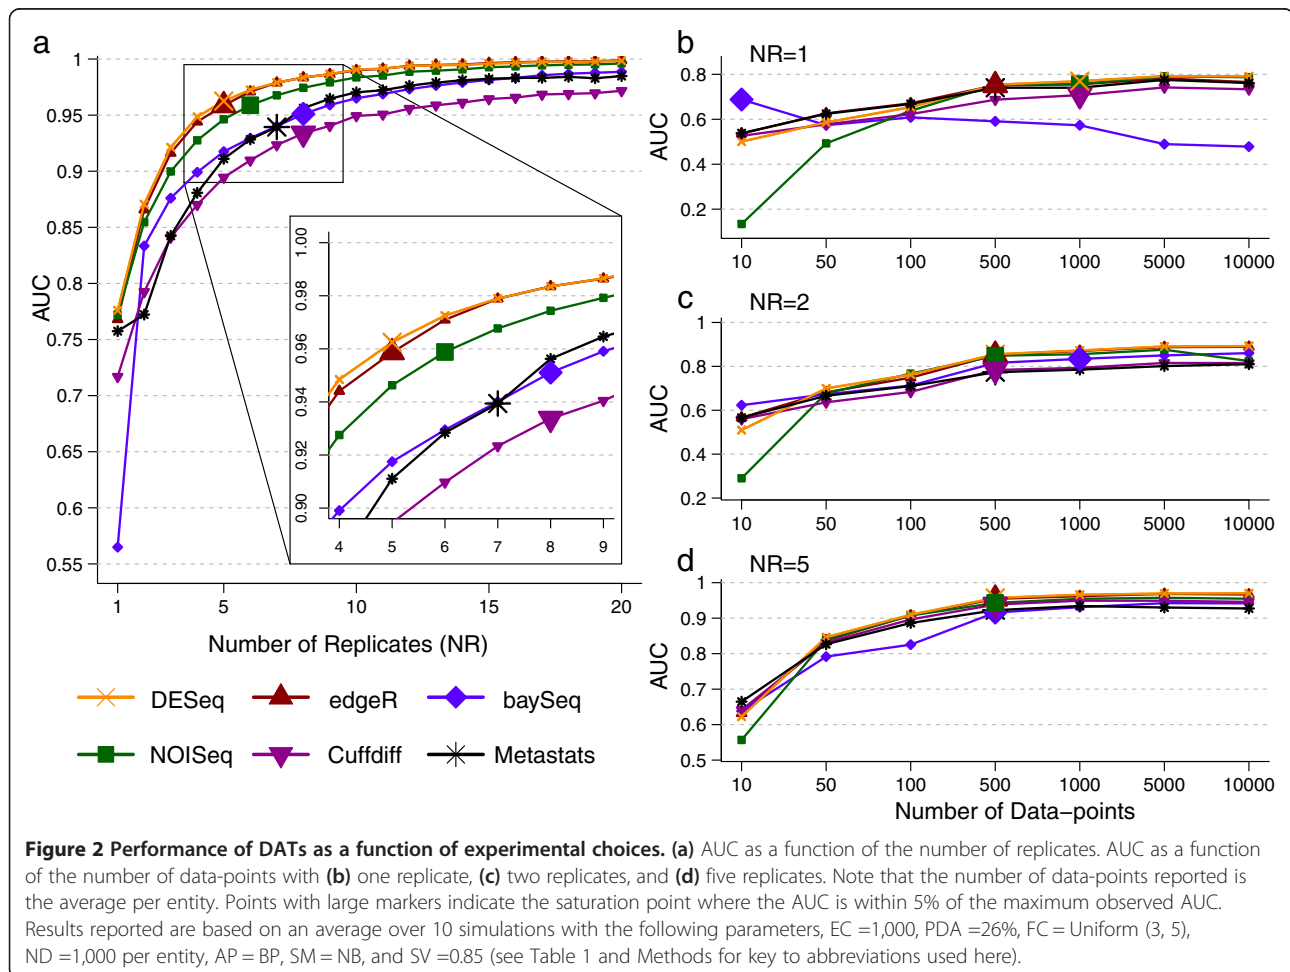 a
1
0.95
0.9
0.85
0.8
0.75
0.7
0.65
0.6
0.55
AUC
1
5
10
15
20
Number of Replicates (NR)
1.00
0.98
0.96
0.94
0.92
0.90
4
5
6
7
8
9
DESeq
edgeR
baySeq
NOISeq
Cuffdiff
Metastats
b
NR=1
0.8
0.6
0.4
0.2
AUC
10
50
100
500
1000
5000
10000
c
NR=2
1
0.8
0.6
0.4
0.2
AUC
10
50
100
500
1000
5000
10000
d
NR=5
1
0.9
0.8
0.7
0.6
0.5
AUC
10
50
100
500
1000
5000
10000
Number of Data−points
Figure 2 Performance of DATs as a function of experimental choices. (a) AUC as a function of the number of replicates. AUC as a function
of the number of data-points with (b) one replicate, (c) two replicates, and (d) five replicates. Note that the number of data-points reported is
the average per entity. Points with large markers indicate the saturation point where the AUC is within 5% of the maximum observed AUC.
Results reported are based on an average over 10 simulations with the following parameters, EC =1,000, PDA =26%, FC = Uniform (3, 5),
ND =1,000 per entity, AP = BP, SM = NB, and SV =0.85 (see Table 1 and Methods for key to abbreviations used here).